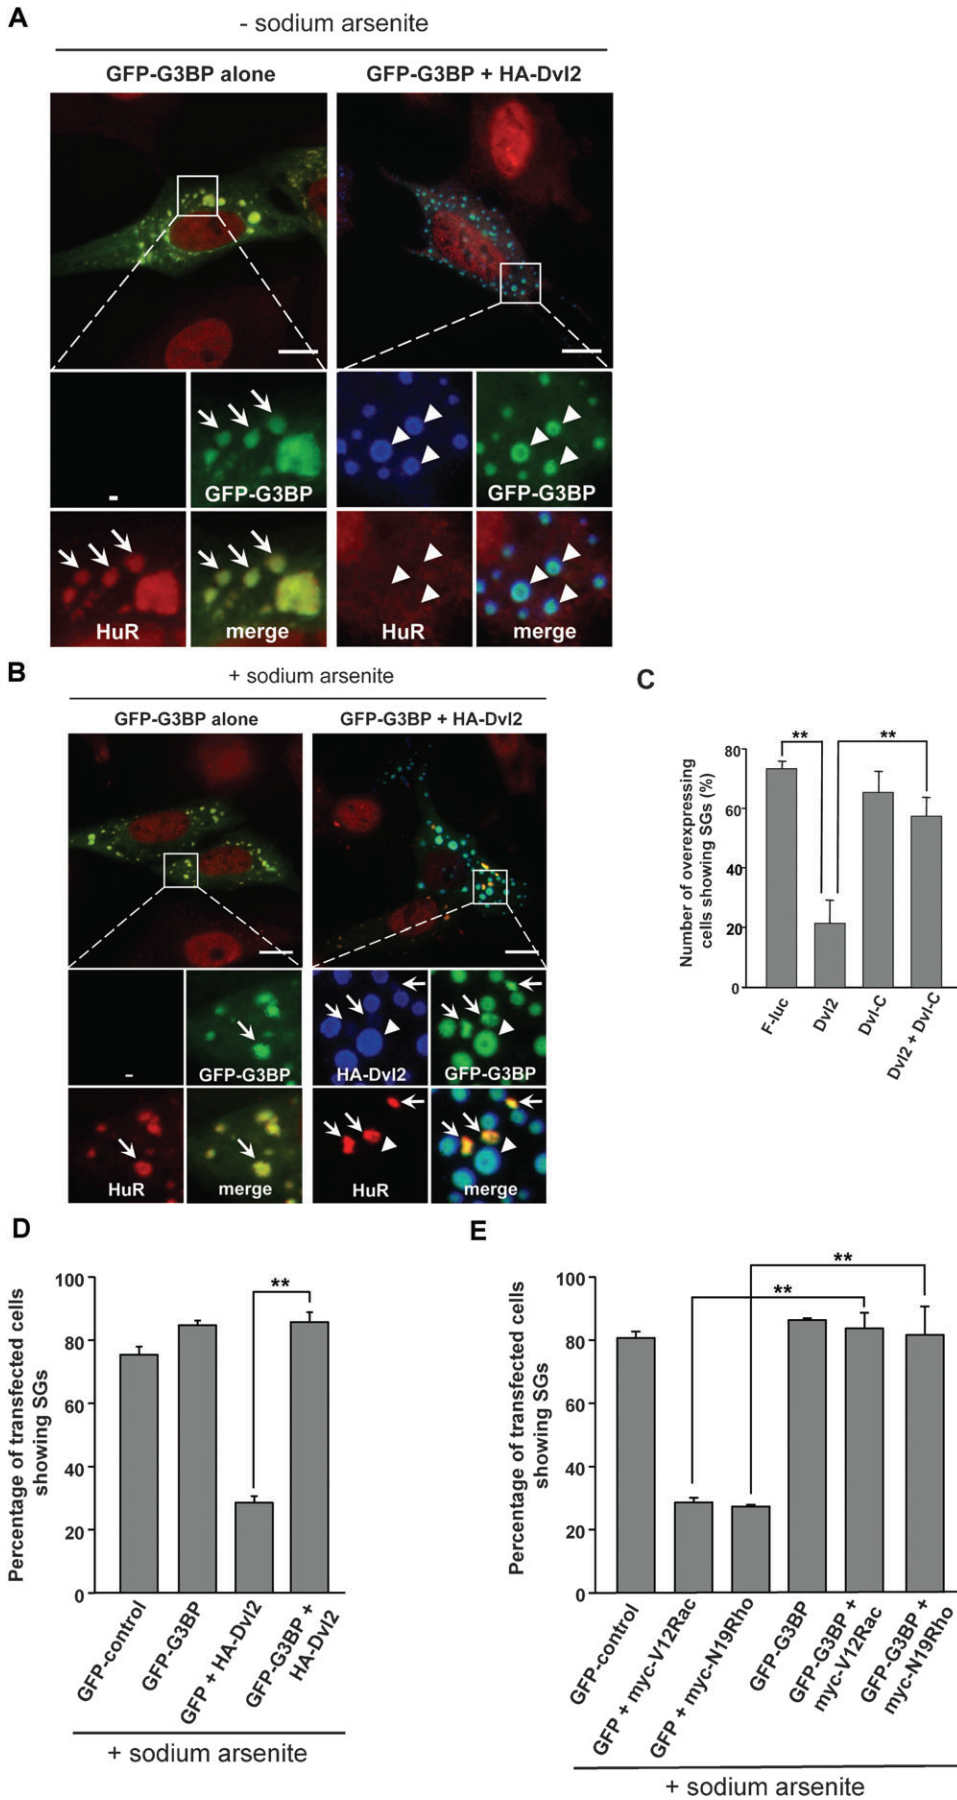 A
- sodium arsenite
GFP-G3BP alone
GFP-G3BP + HA-Dvl2
-
GFP-G3BP
GFP-G3BP
HuR
merge
HuR
merge
B
+ sodium arsenite
GFP-G3BP alone
GFP-G3BP + HA-Dvl2
-
GFP-G3BP
HA-Dvl2
GFP-G3BP
HuR
merge
HuR
merge
C
Number of overexpressing
cells showing SGs (%)
80
60
40
20
0
**
**
F-luc
Dvl2
Dvl-C
Dvl2 + Dvl-C
D
Percentage of transfected cells
showing SGs
100
80
60
40
20
0
**
GFP-control
GFP-G3BP
GFP + HA-Dvl2
GFP-G3BP +
HA-Dvl2
+ sodium arsenite
E
Percentage of transfected cells
showing SGs
100
80
60
40
20
0
**
**
GFP-control
GFP + myc-V12Rac
GFP + myc-N19Rho
GFP-G3BP
GFP-G3BP +
myc-V12Rac
GFP-G3BP +
myc-N19Rho
+ sodium arsenite